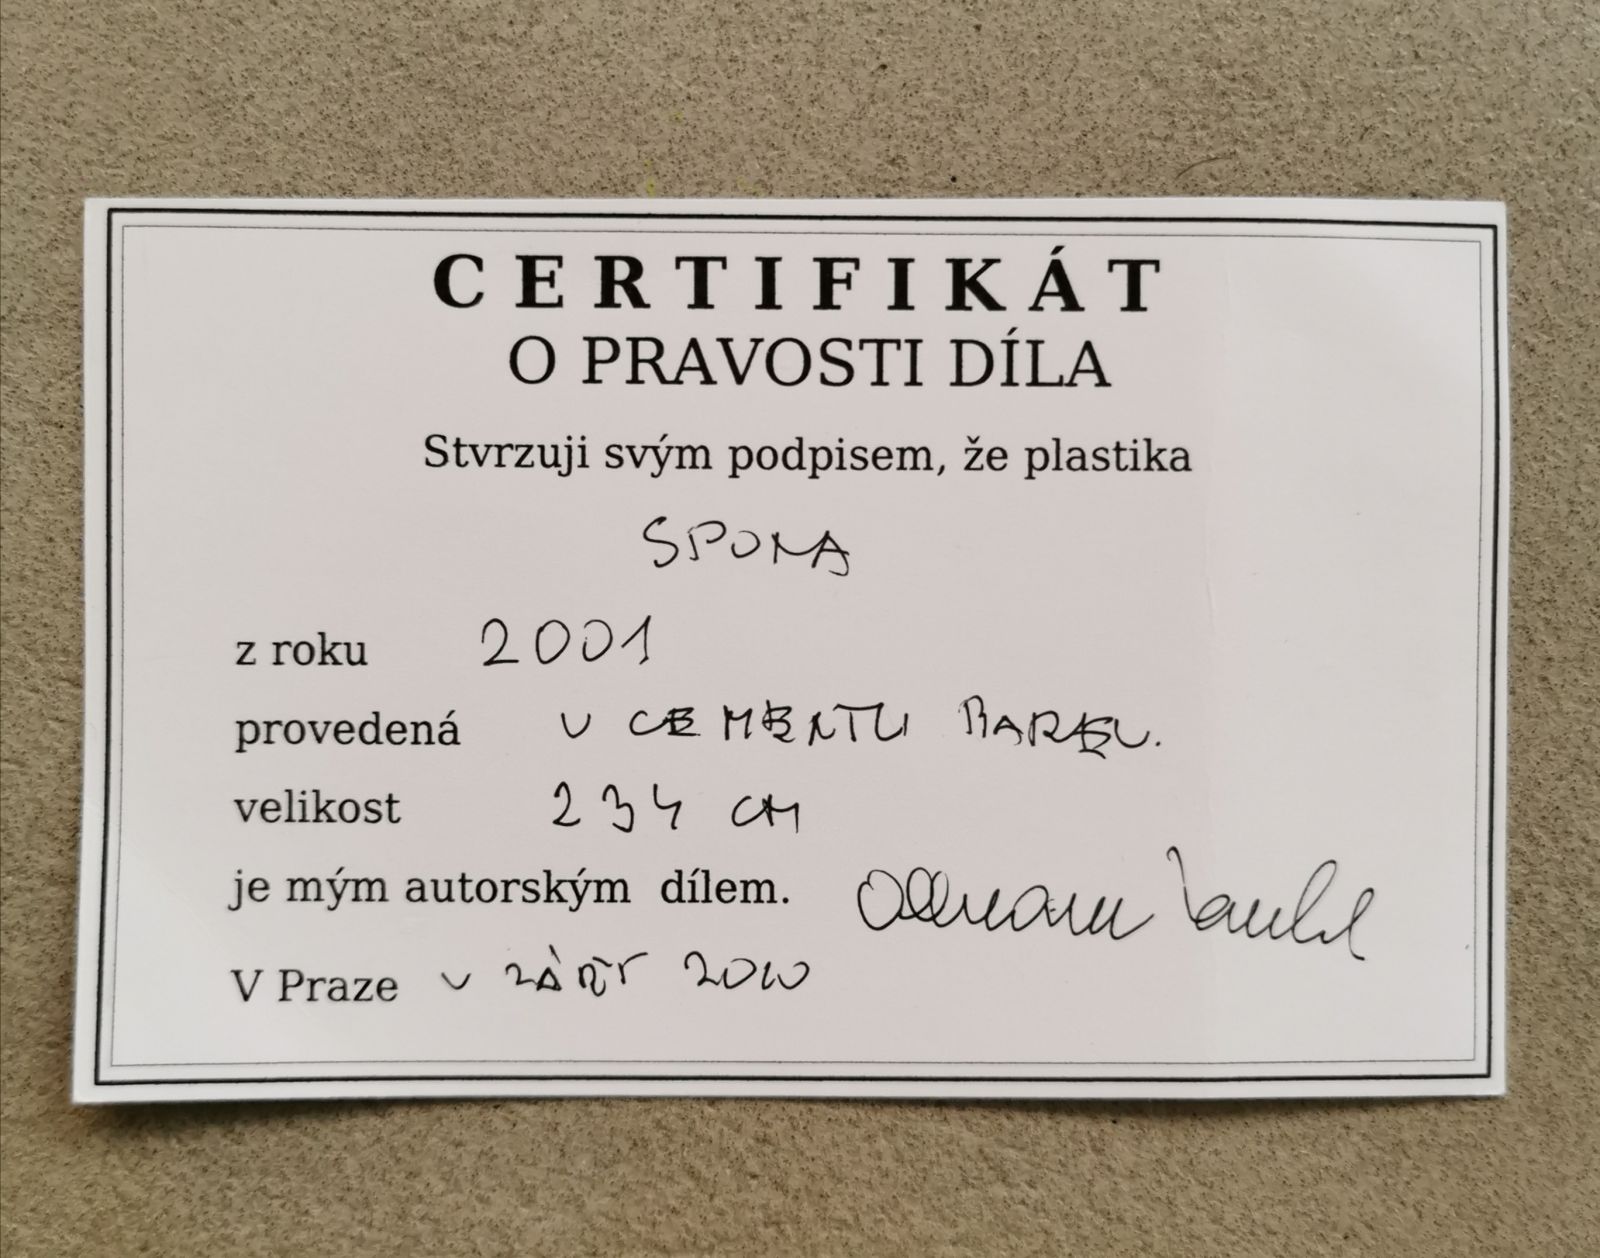 CERTIFIKÁT
O PRAVOSTI DÍLA
Stvrzuji svým podpisem, že plastika
SPONA
z roku 2001
provedená V CEMENTU BAREV.
velikost 234 CM
je mým autorským dílem.
V Praze V ZÁŘÍ 2010